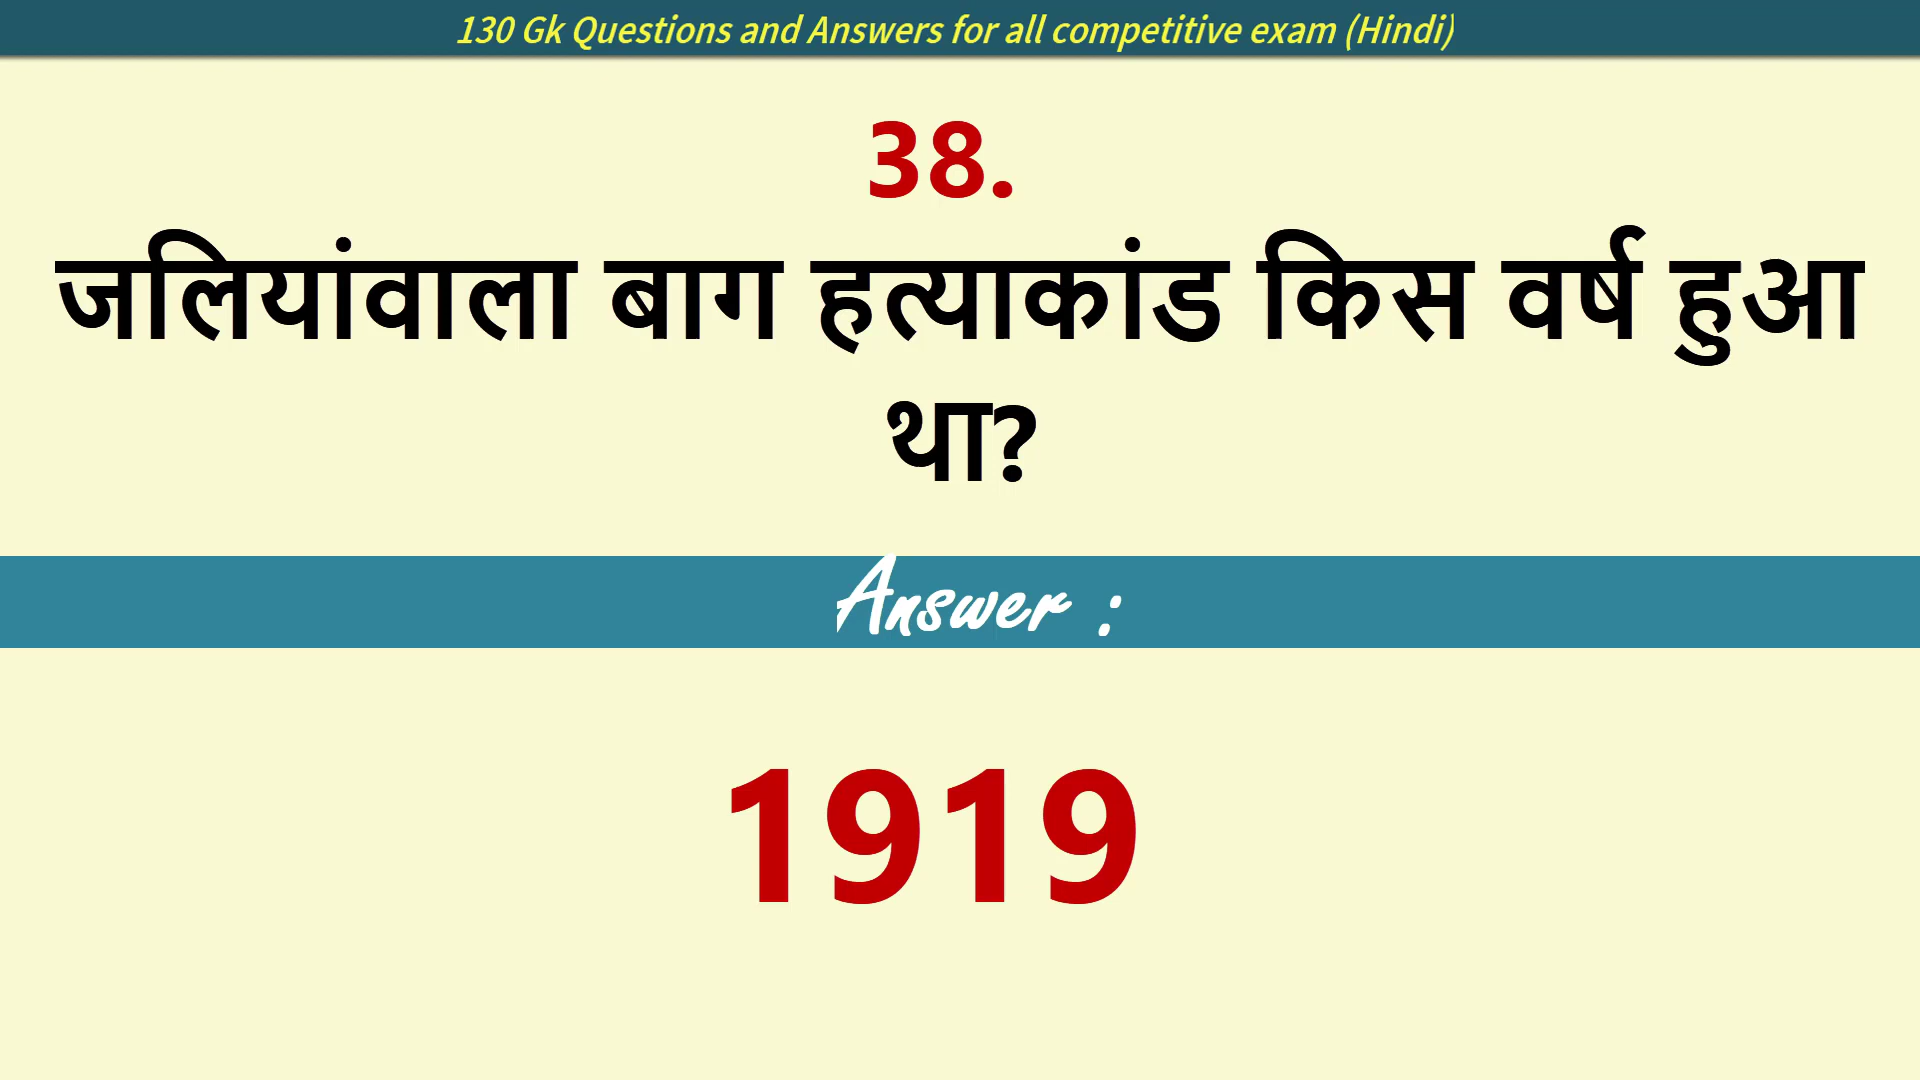 130 Gk Questions and Answers for all competitive exam (Hindi)
38.
जलियांवाला बाग हत्याकांड किस वर्ष हुआ
था?
Answer :
1919